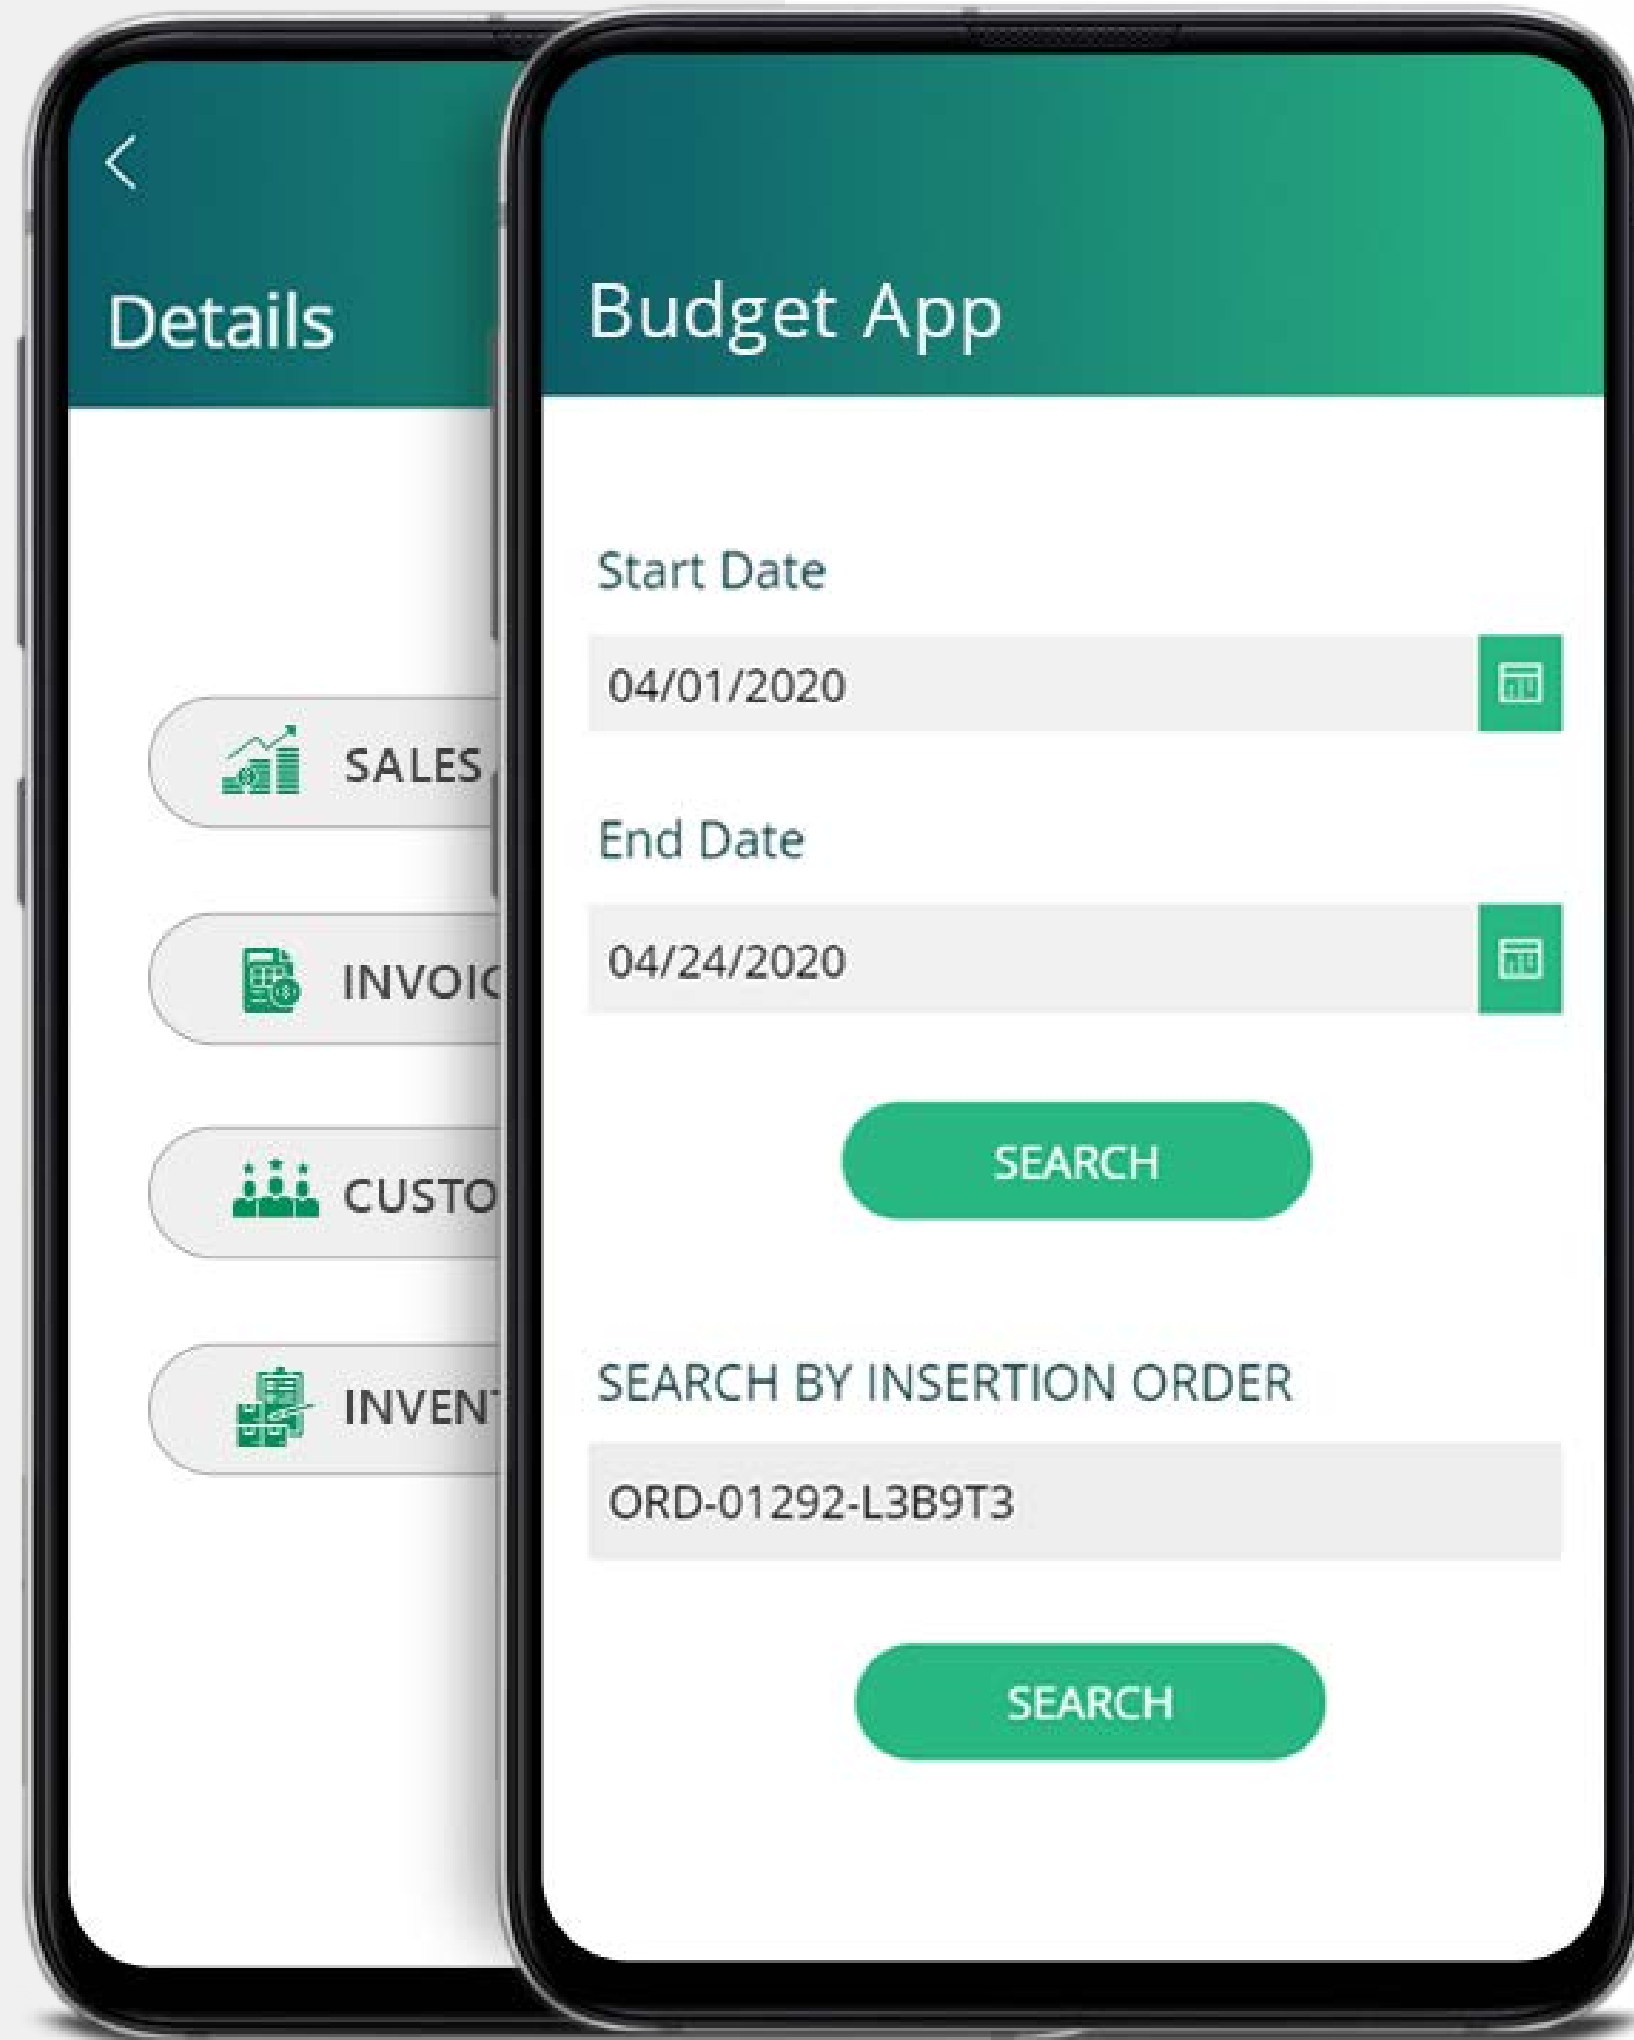 Details
SALES
INVOIC
CUSTO
INVENT
Budget App
Start Date
04/01/2020
End Date
04/24/2020
SEARCH
SEARCH BY INSERTION ORDER
ORD-01292-L3B9T3
SEARCH